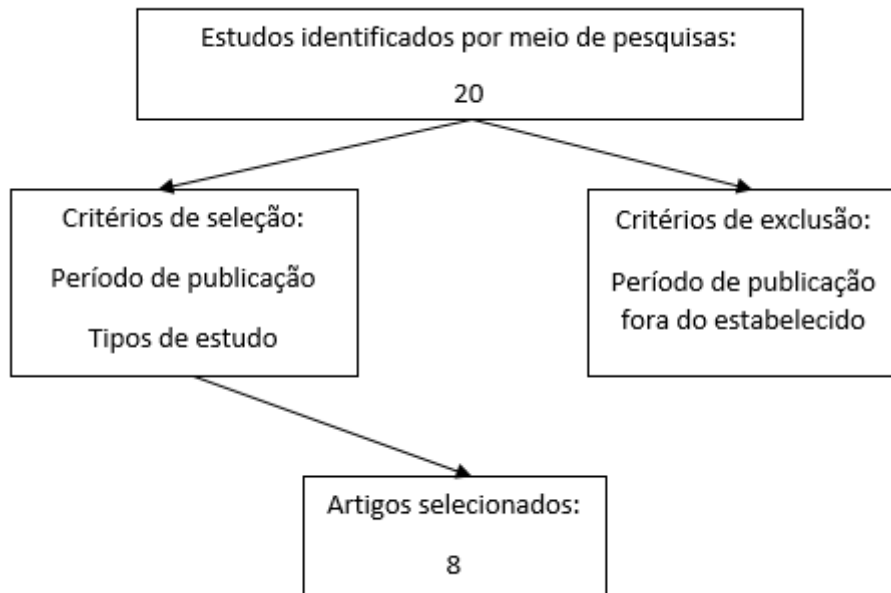 Estudos identificados por meio de pesquisas:
20
Critérios de seleção:
Período de publicação
Tipos de estudo
Critérios de exclusão:
Período de publicação
fora do estabelecido
Artigos selecionados:
8